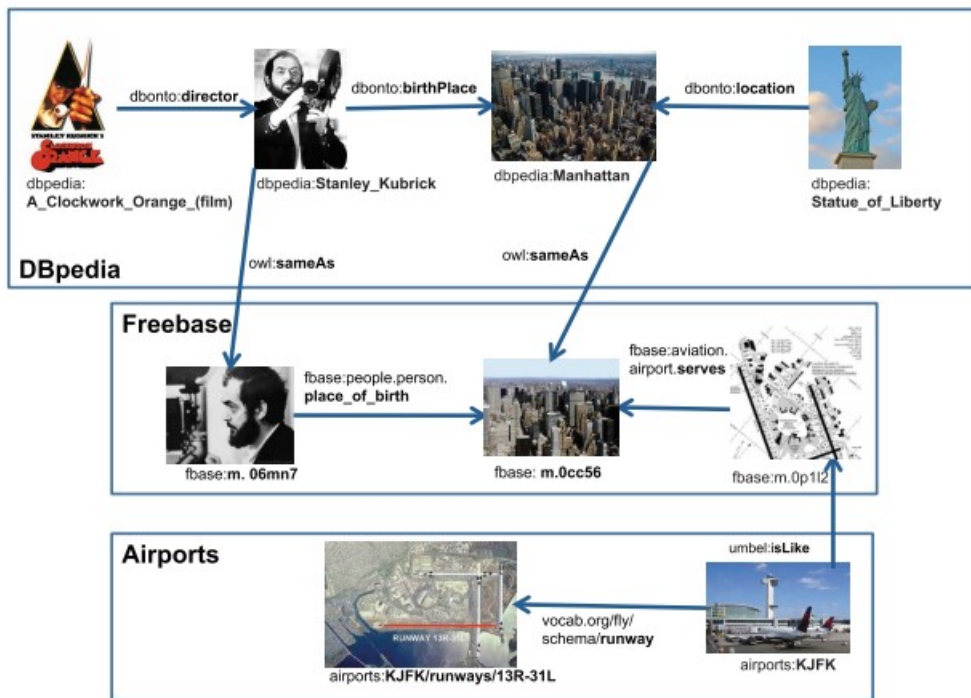 STANLEY KUBRICK'S
CLOCKWORK
ORANGE
dbonto:director
dbonto:birthPlace
dbonto:location
dbpedia:
A_Clockwork_Orange_(film)
dbpedia:Stanley_Kubrick
dbpedia:Manhattan
dbpedia:
Statue_of_Liberty
owl:sameAs
owl:sameAs
DBpedia
Freebase
fbase:people.person.
place_of_birth
fbase:aviation.
airport.serves
fbase:m. 06mn7
fbase: m.0cc56
fbase:m.0p1l2
Airports
umbel:isLike
RUNWAY 13R-31L
vocab.org/fly/
schema/runway
airports:KJFK/runways/13R-31L
airports:KJFK